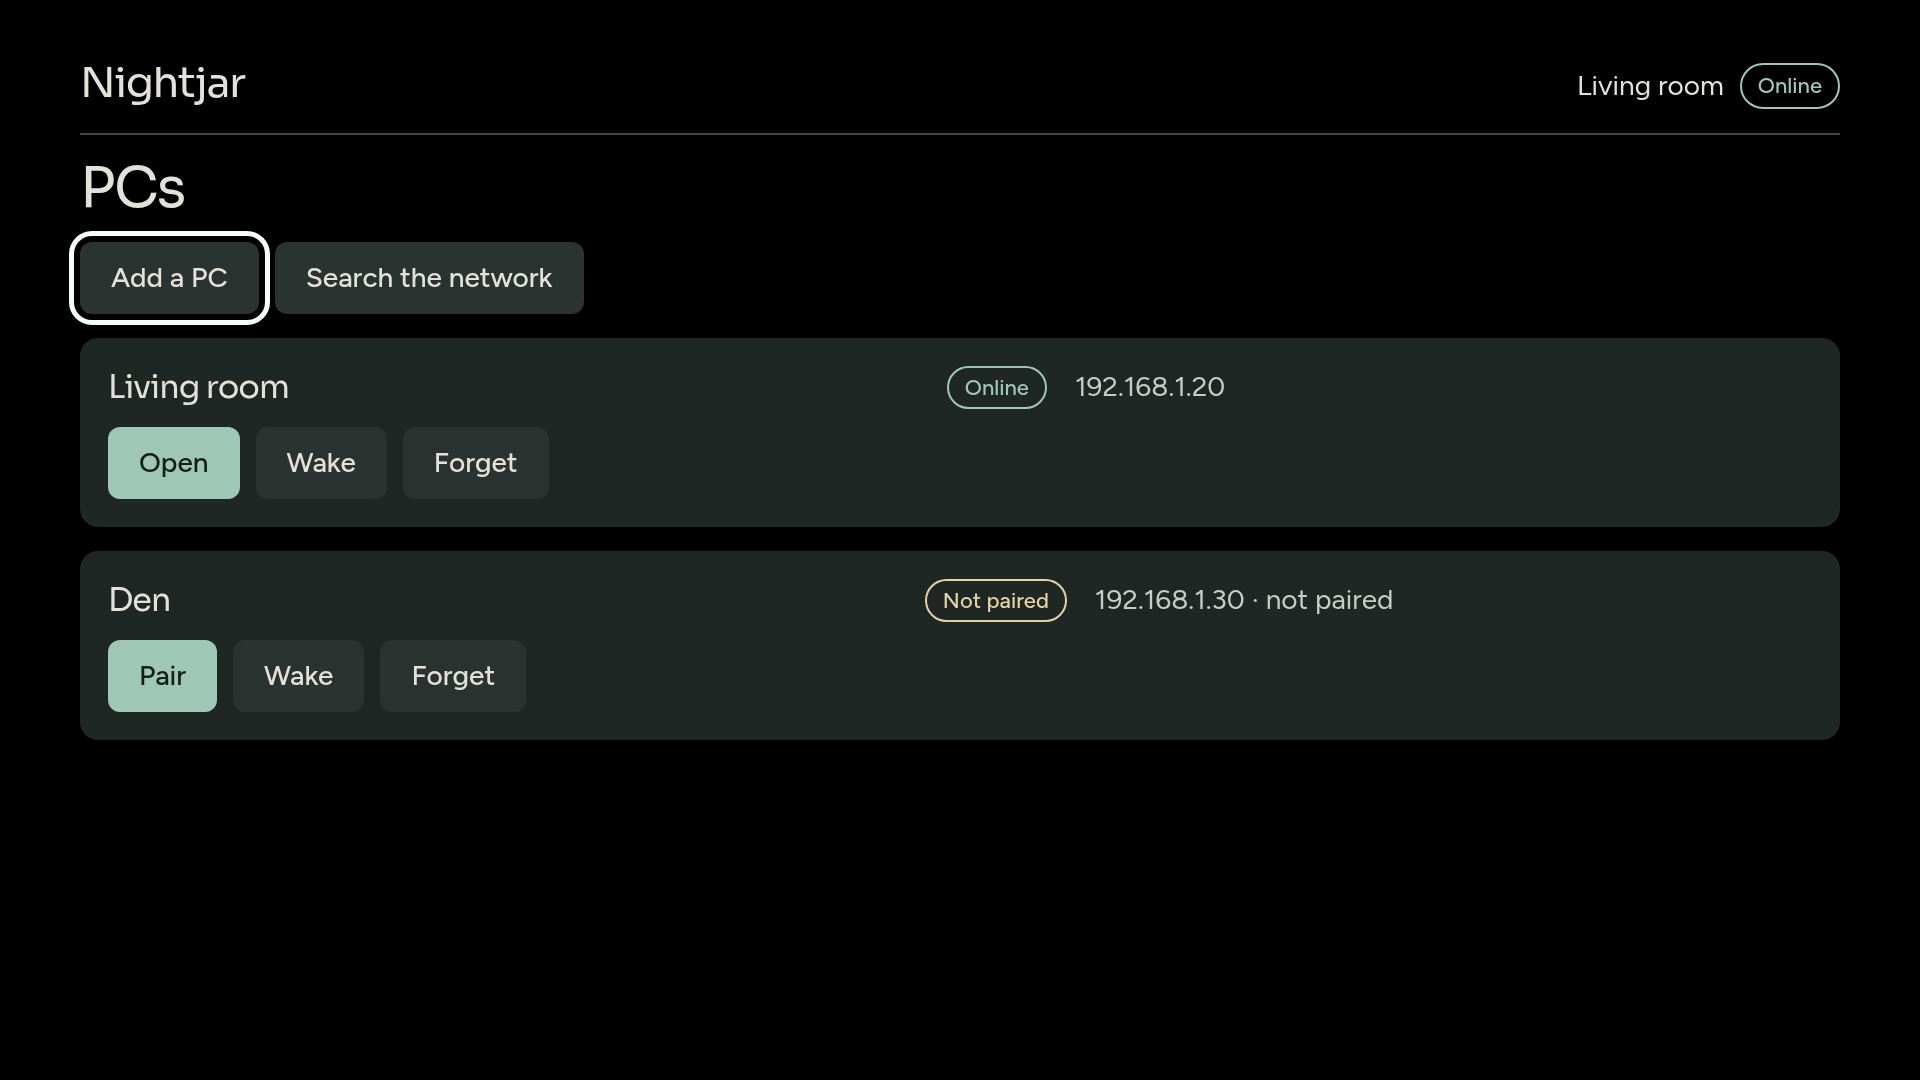 Nightjar
Living room Online
PCs
Add a PC Search the network
Living room Online 192.168.1.20
Open Wake Forget
Den Not paired 192.168.1.30 · not paired
Pair Wake Forget